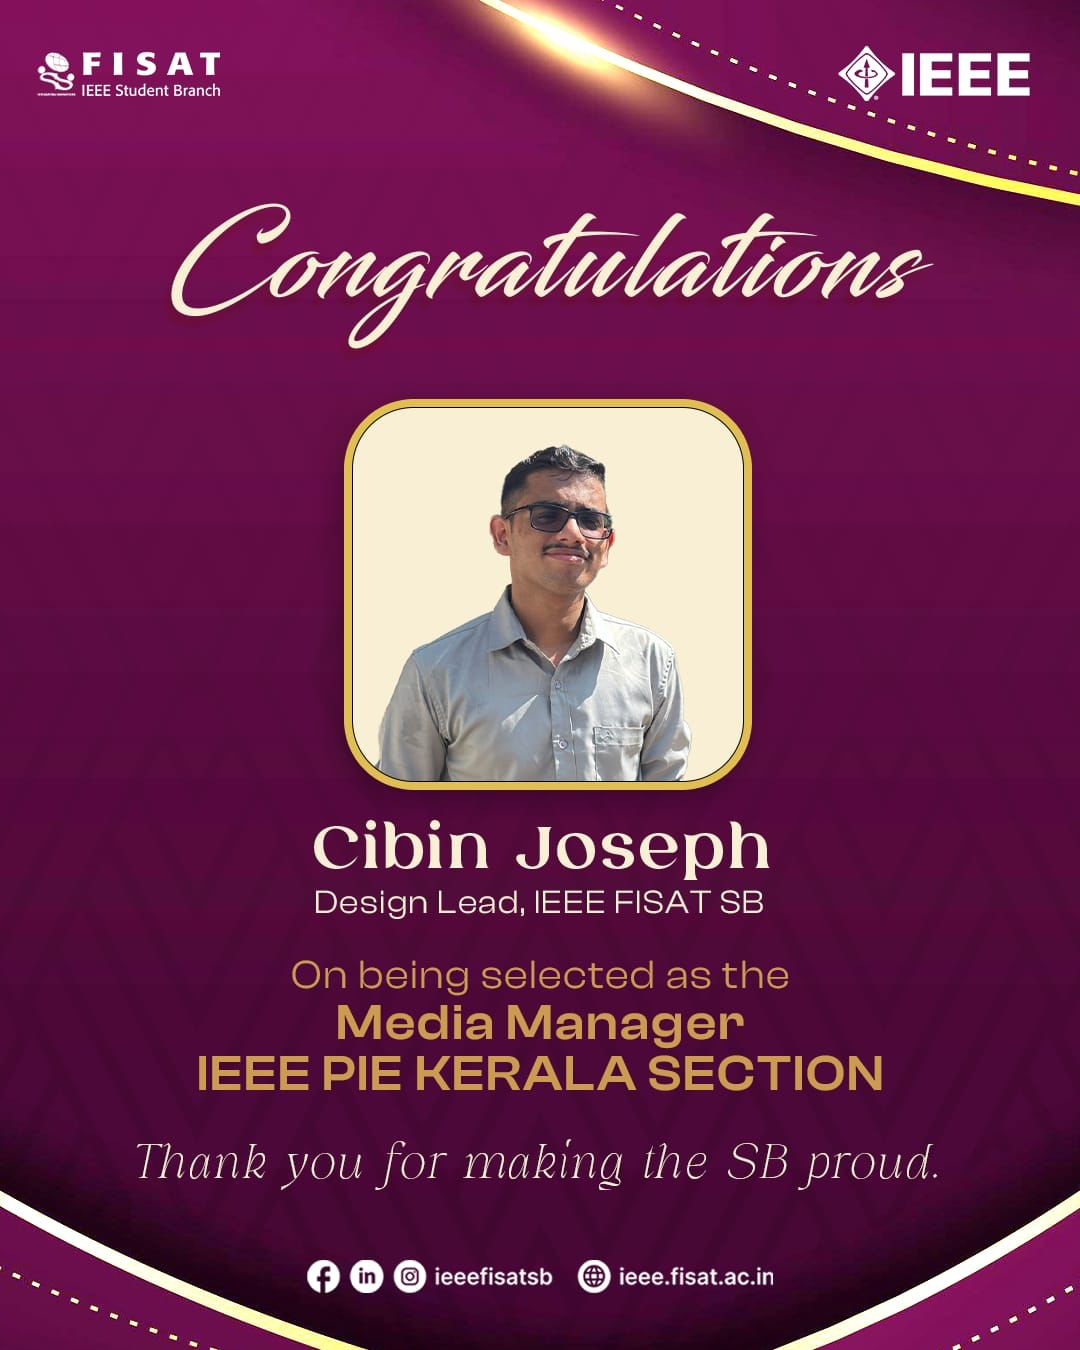 FISAT
IEEE Student Branch
IEEE
Congratulations
Cibin Joseph
Design Lead, IEEE FISAT SB
On being selected as the
Media Manager
IEEE PIE KERALA SECTION
Thank you for making the SB proud.
ieeefisatsb ieee.fisat.ac.in